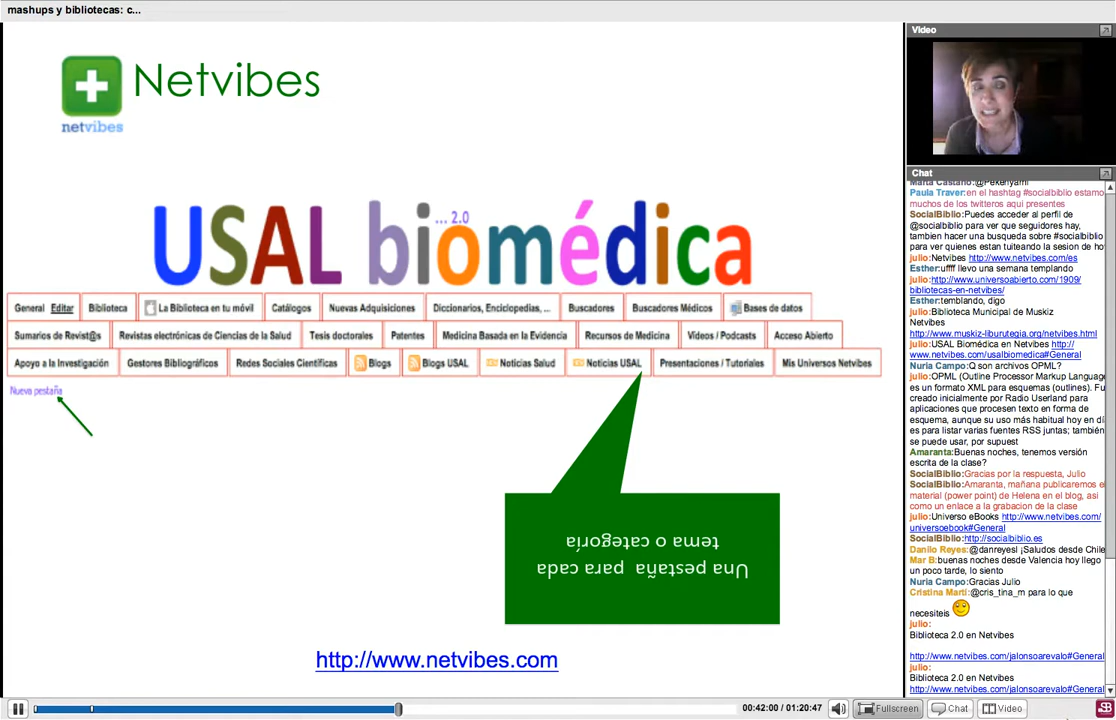 mashups y bibliotecas: c...
Netvibes
netvibes
... 2.0
USAL biomédica
General Editar Biblioteca La Biblioteca en tu móvil Catálogos Nuevas Adquisiciones Diccionarios, Enciclopedias, ... Buscadores Buscadores Médicos Bases de datos
Sumarios de Revist@s Revistas electrónicas de Ciencias de la Salud Tesis doctorales Patentes Medicina Basada en la Evidencia Recursos de Medicina Videos / Podcasts Acceso Abierto
Apoyo a la Investigación Gestores Bibliográficos Redes Sociales Científicas Blogs Blogs USAL Noticias Salud Noticias USAL Presentaciones / Tutoriales Mis Universos Netvibes
Nueva pestaña
Una pestaña para cada
tema o categoría
http://www.netvibes.com
00:42:00 / 01:20:47
Fullscreen
Chat
Video
Video
Chat
Marta Castaño:@Pekenyami
Paula Traver:en el hashtag #socialbiblio estamo
muchos de los twitteros aqui presentes
SocialBiblio:Puedes acceder al perfil de
@socialbiblio para ver que seguidores hay,
tambien hacer una busqueda sobre #socialbiblio
para ver quienes estan tuiteando la sesion de ho
julio:Netvibes http://www.netvibes.com/es
Esther:uffff llevo una semana templando
julio:http://www.universoabierto.com/1909/
bibliotecas-en-netvibes/
Esther:temblando, digo
julio:Biblioteca Municipal de Muskiz
Netvibes
http://www.muskiz-liburutegia.org/netvibes.html
julio:USAL Biomédica en Netvibes http://
www.netvibes.com/usalbiomedica#General
Nuria Campo:Q son archivos OPML?
julio:OPML (Outline Processor Markup Language
es un formato XML para esquemas (outlines). Fu
creado inicialmente por Radio Userland para
aplicaciones que procesen texto en forma de
esquema, aunque su uso más habitual hoy en dí
es para listar varias fuentes RSS juntas; también
se puede usar, por supuest
Amaranta:Buenas noches, tenemos versión
escrita de la clase?
SocialBiblio:Gracias por la respuesta, Julio
SocialBiblio:Amaranta, mañana publicaremos e
material (power point) de Helena en el blog, asi
como un enlace a la grabacion de la clase
julio:Universo eBooks http://www.netvibes.com/
universoebook#General
SocialBiblio:http://socialbiblio.es
Danilo Reyes:@danreyesl ¡Saludos desde Chile
Mar B:buenas noches desde Valencia hoy llego
un poco tarde, lo siento
Nuria Campo:Gracias Julio
Cristina Martí:@cris_tina_m para lo que
necesiteis
julio:
Biblioteca 2.0 en Netvibes
http://www.netvibes.com/jalonsoarevalo#General
julio:
Biblioteca 2.0 en Netvibes
http://www.netvibes.com/jalonsoarevalo#General